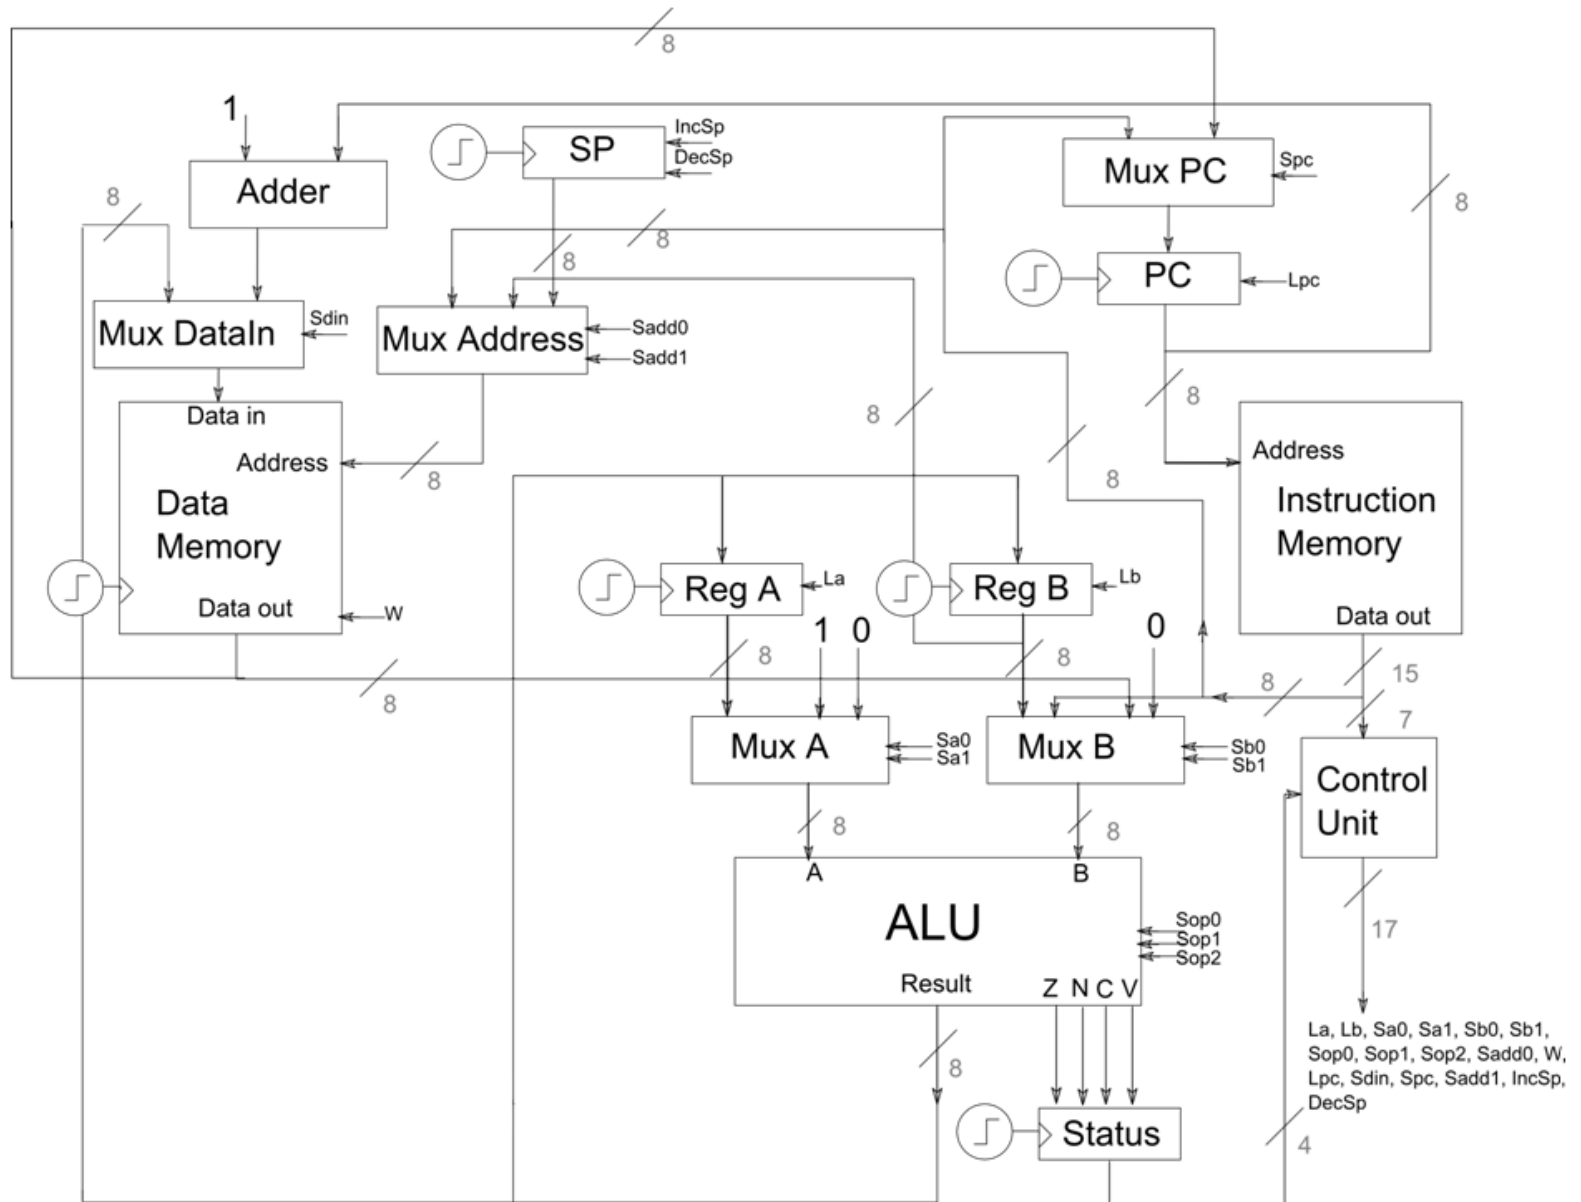 8
1
IncSp
SP
DecSp
Mux PC
Spc
Adder
8
8
8
8
PC
Lpc
Sdin
Mux DataIn
Mux Address
Sadd0
Sadd1
8
8
Data in
Address
8
Address
8
Data
Memory
Instruction
Memory
Reg A
La
Reg B
Lb
Data out
W
Data out
1
0
0
8
8
8
8
15
7
Mux A
Sa0
Sa1
Mux B
Sb0
Sb1
Control
Unit
8
8
A
B
ALU
Sop0
Sop1
Sop2
17
Result
Z N C V
8
La, Lb, Sa0, Sa1, Sb0, Sb1,
Sop0, Sop1, Sop2, Sadd0, W,
Lpc, Sdin, Spc, Sadd1, IncSp,
DecSp
Status
4